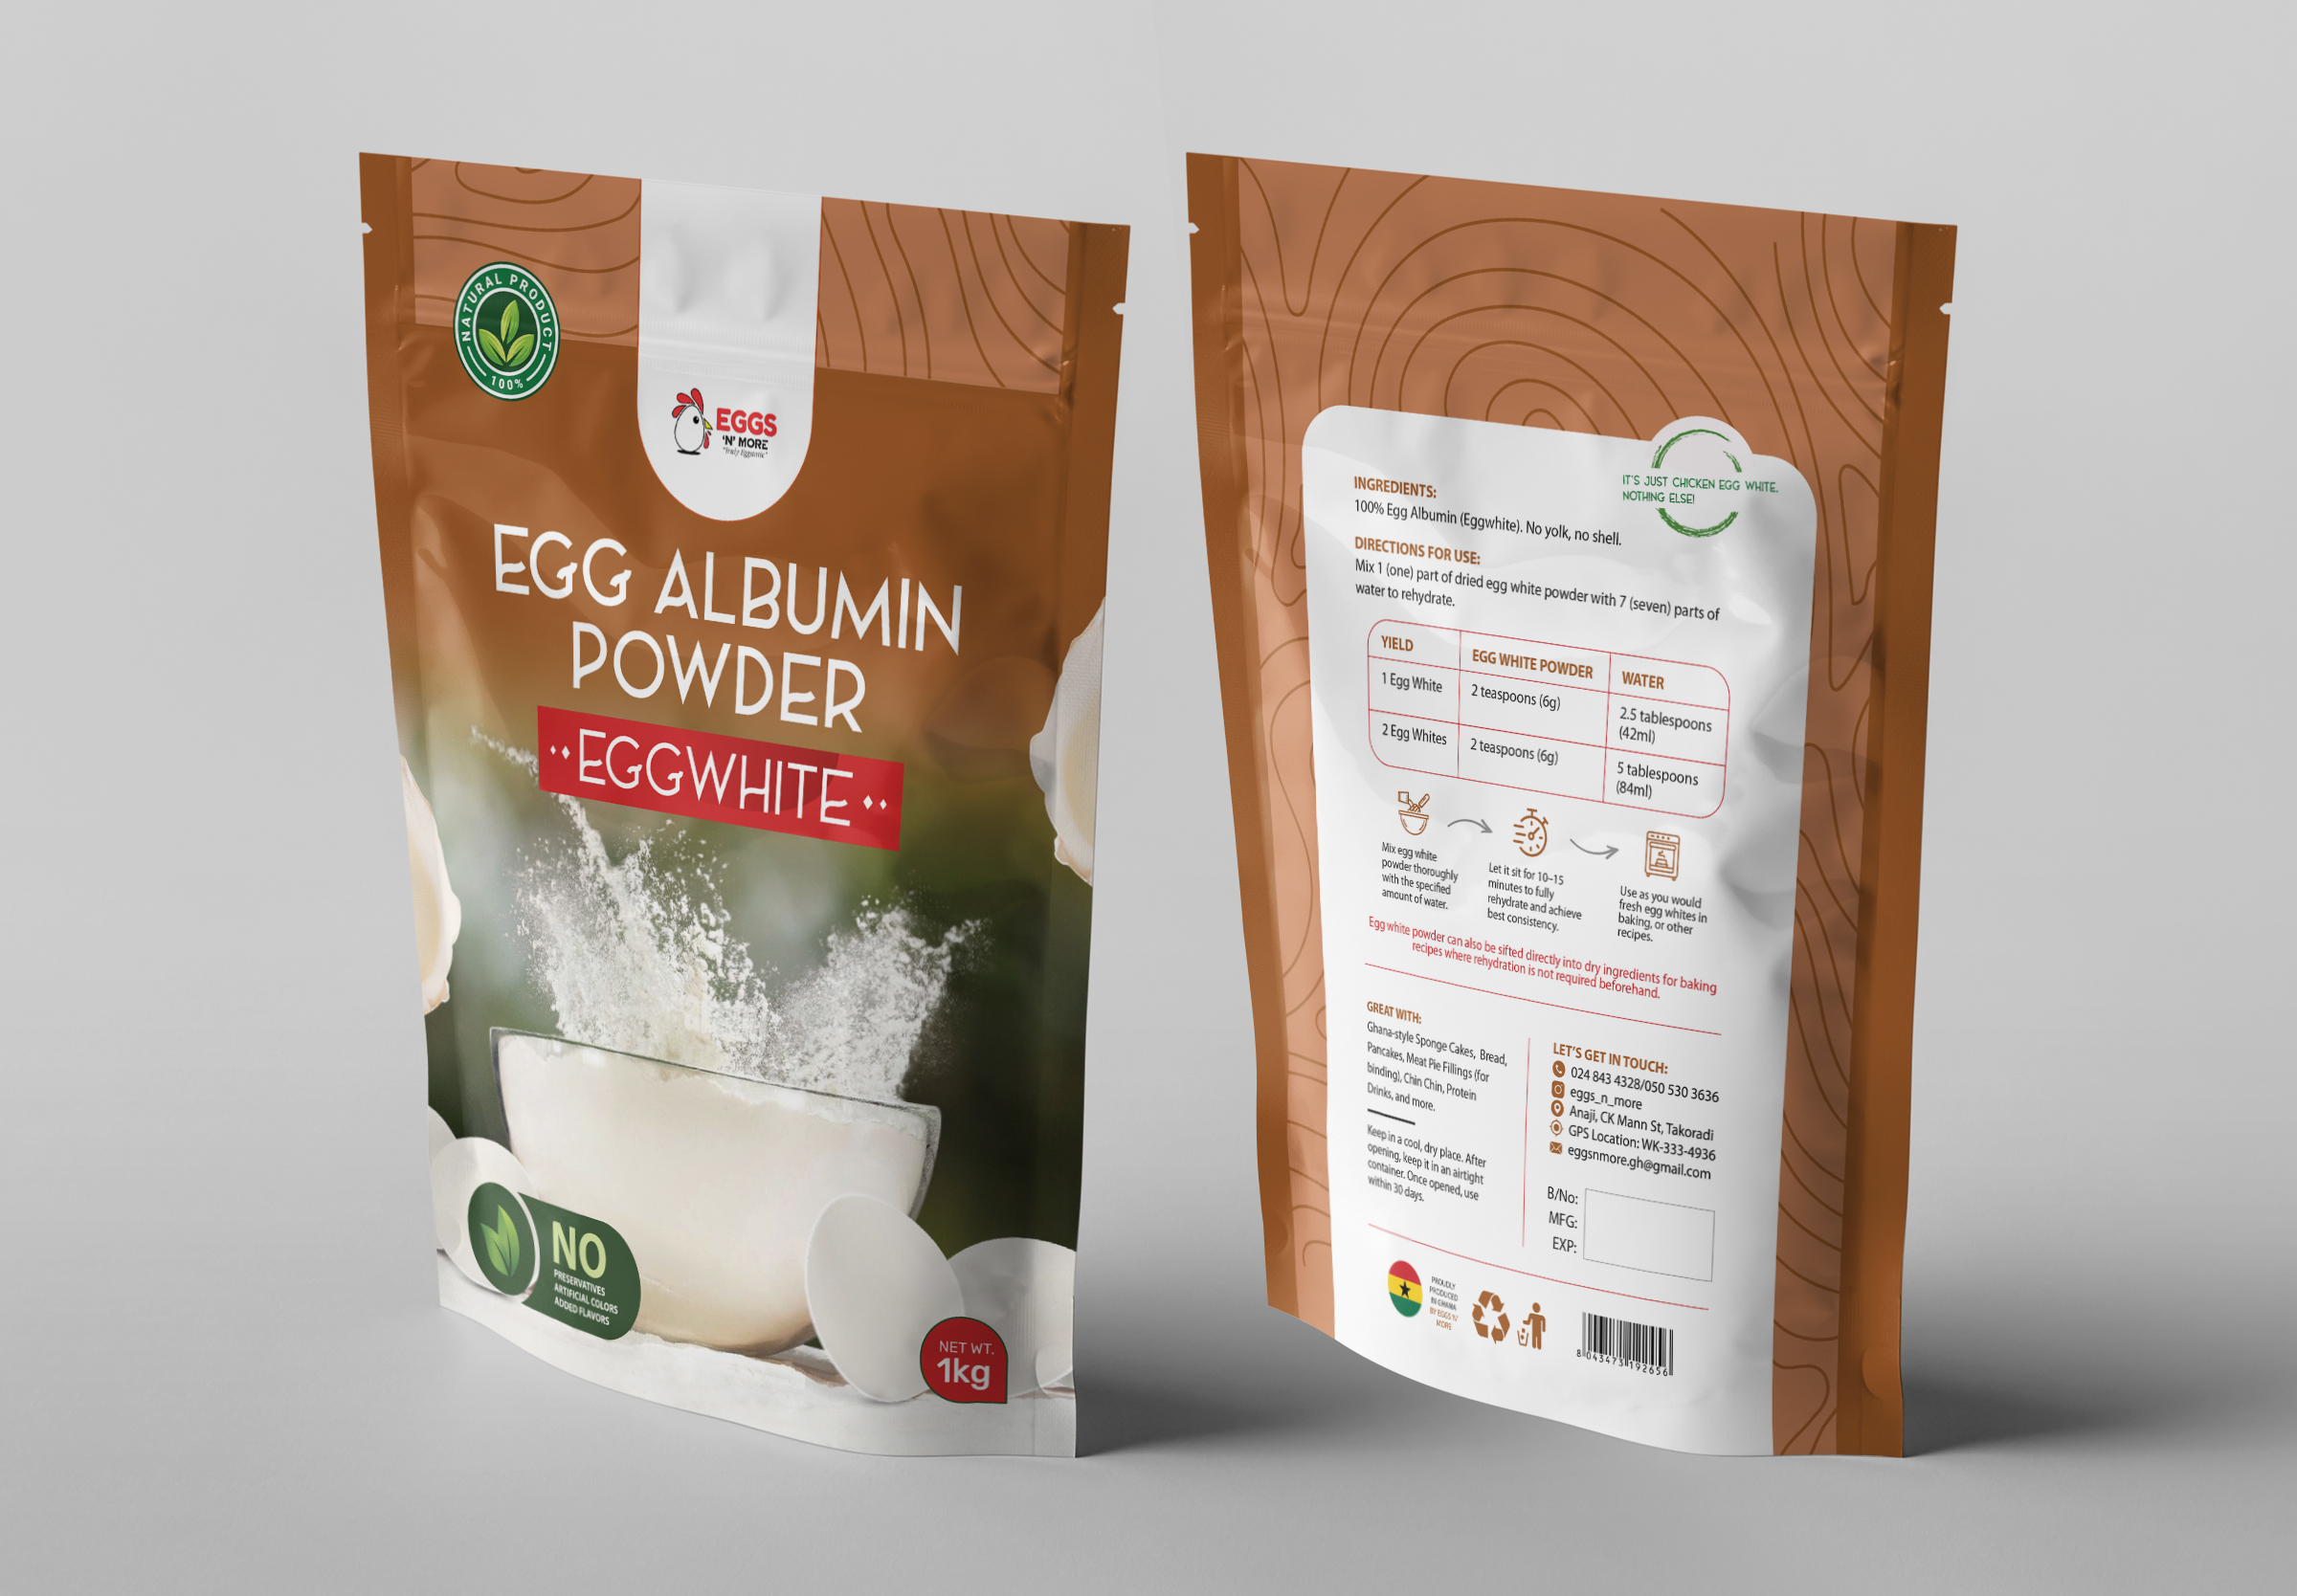 NATURAL PRODUCT
100%
EGGS
'N' MORE
"Truly Eggtastic"
EGG ALBUMIN
POWDER
EGGWHITE
NO
PRESERVATIVES
ARTIFICIAL COLORS
ADDED FLAVORS
NET WT.
1kg
IT'S JUST CHICKEN EGG WHITE.
NOTHING ELSE!
INGREDIENTS:
100% Egg Albumin (Eggwhite). No yolk, no shell.
DIRECTIONS FOR USE:
Mix 1 (one) part of dried egg white powder with 7 (seven) parts of
water to rehydrate.
YIELD EGG WHITE POWDER WATER
1 Egg White 2 teaspoons (6g) 2.5 tablespoons
(42ml)
2 Egg Whites 2 teaspoons (6g) 5 tablespoons
(84ml)
Mix egg white
powder thoroughly
with the specified
amount of water.
Let it sit for 10–15
minutes to fully
rehydrate and achieve
best consistency.
Use as you would
fresh egg whites in
baking, or other
recipes.
Egg white powder can also be sifted directly into dry ingredients for baking
recipes where rehydration is not required beforehand.
GREAT WITH:
Ghana-style Sponge Cakes, Bread,
Pancakes, Meat Pie Fillings (for
binding), Chin Chin, Protein
Drinks, and more.
Keep in a cool, dry place. After
opening, keep it in an airtight
container. Once opened, use
within 30 days.
LET'S GET IN TOUCH:
024 843 4328/050 530 3636
eggs_n_more
Anaji, CK Mann St, Takoradi
GPS Location: WK-333-4936
eggsnmore.gh@gmail.com
B/No:
MFG:
EXP:
PROUDLY
PRODUCED
IN GHANA
BY EGGS 'N'
MORE
8 043473 192656